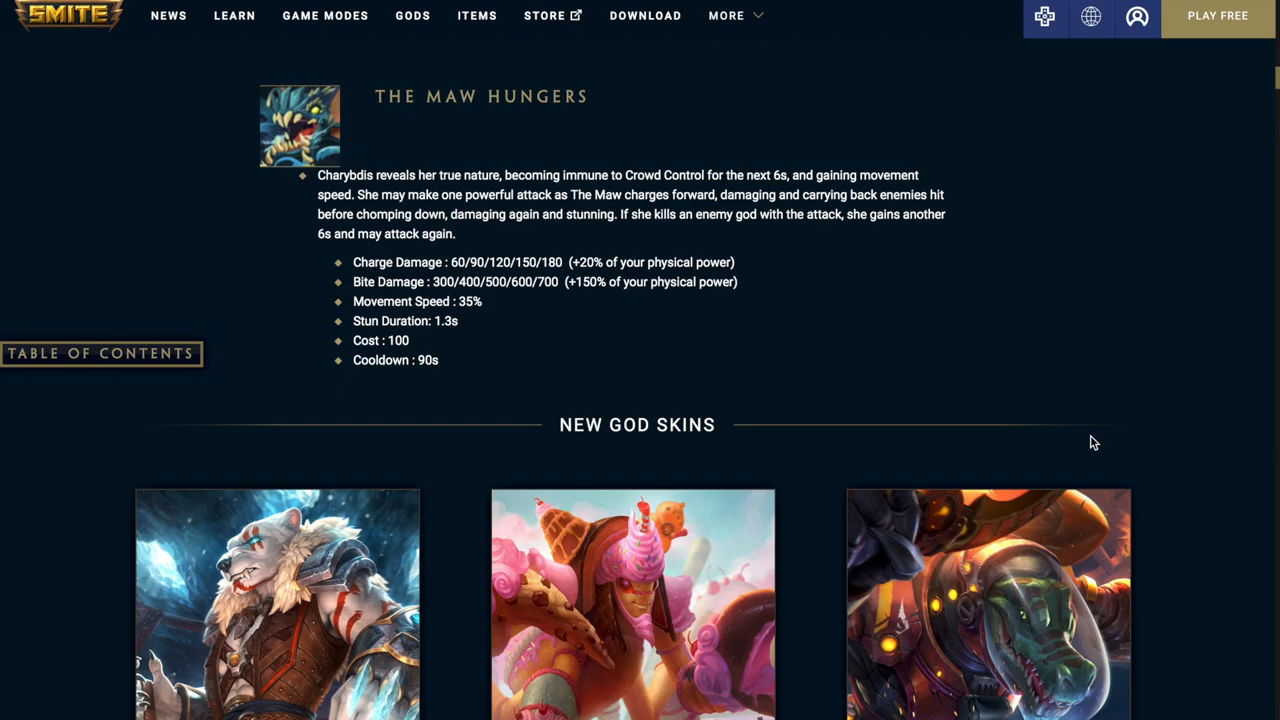 SMITE
NEWS LEARN GAME MODES GODS ITEMS STORE DOWNLOAD MORE PLAY FREE
THE MAW HUNGERS
Charybdis reveals her true nature, becoming immune to Crowd Control for the next 6s, and gaining movement
speed. She may make one powerful attack as The Maw charges forward, damaging and carrying back enemies hit
before chomping down, damaging again and stunning. If she kills an enemy god with the attack, she gains another
6s and may attack again.
Charge Damage : 60/90/120/150/180 (+20% of your physical power)
Bite Damage : 300/400/500/600/700 (+150% of your physical power)
Movement Speed : 35%
Stun Duration: 1.3s
Cost : 100
Cooldown : 90s
TABLE OF CONTENTS
NEW GOD SKINS